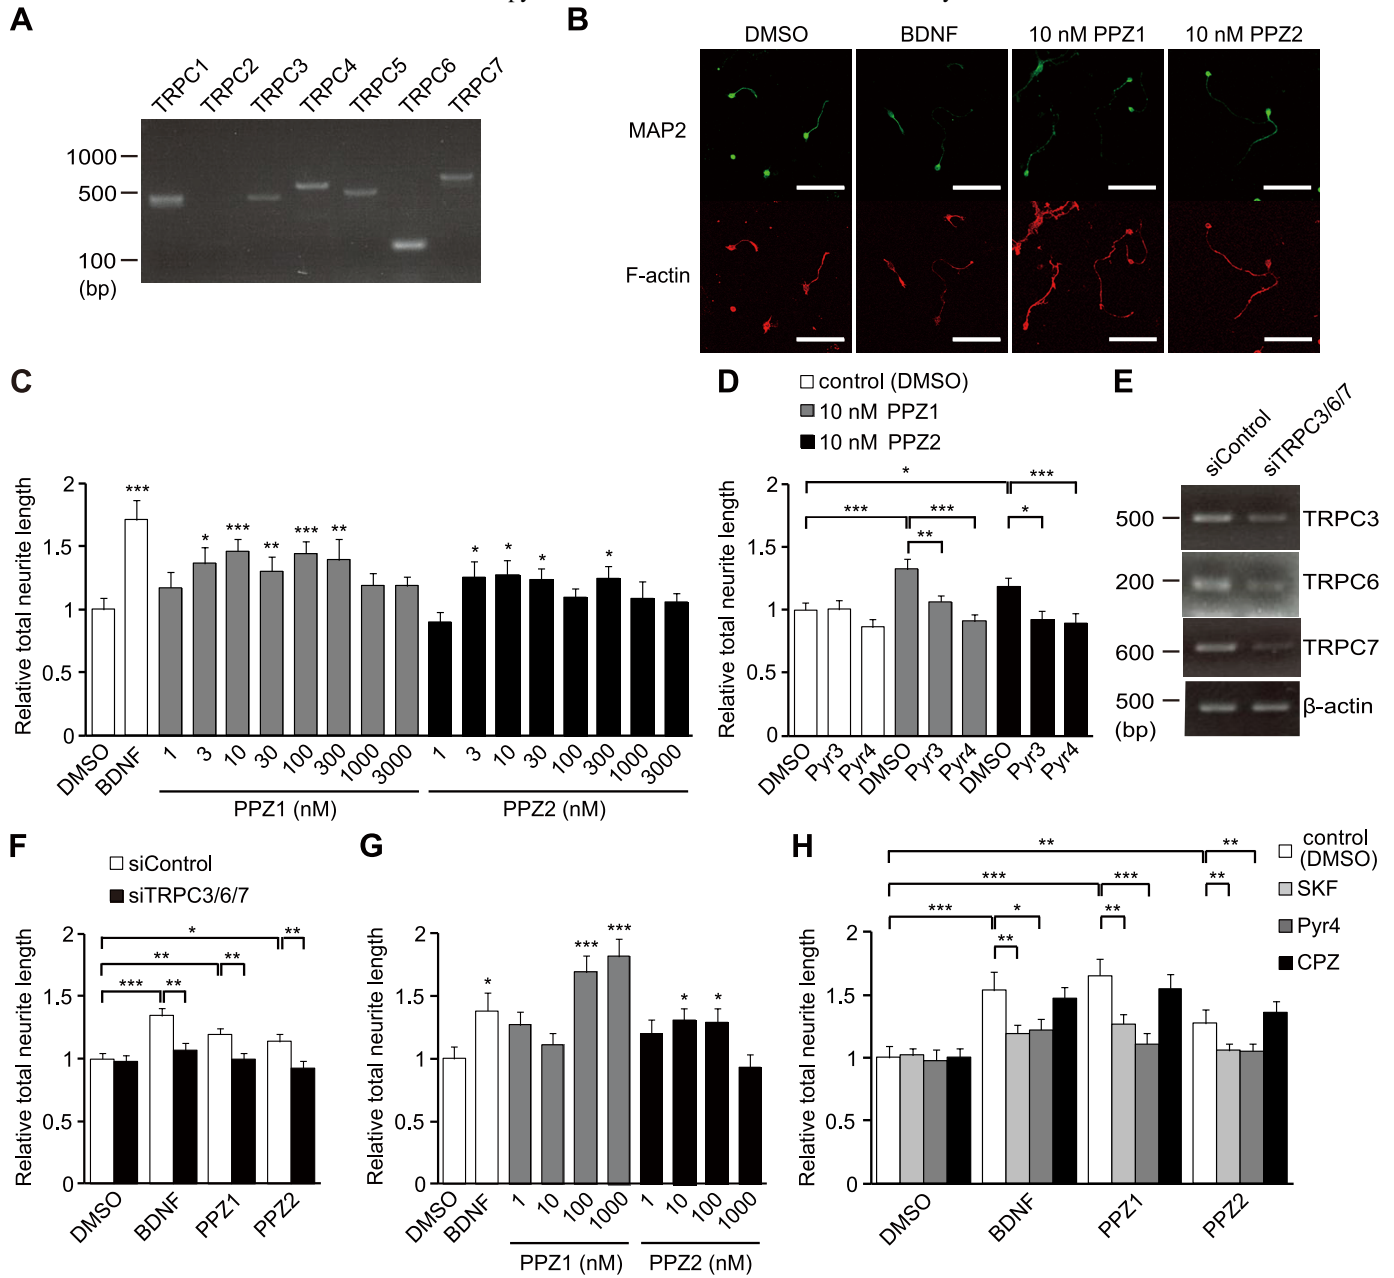 A
TRPC1 TRPC2 TRPC3 TRPC4 TRPC5 TRPC6 TRPC7
1000
500
100
(bp)
B
DMSO BDNF 10 nM PPZ1 10 nM PPZ2
MAP2
F-actin
C
Relative total neurite length
2
1.5
1
0.5
0
*** * *** ** *** ** * * * *
DMSO BDNF 1 3 10 30 100 300 1000 3000 1 3 10 30 100 300 1000 3000
PPZ1 (nM) PPZ2 (nM)
D
control (DMSO)
10 nM PPZ1
10 nM PPZ2
Relative total neurite length
2
1.5
1
0.5
0
* ***
*** *** *
**
DMSO Pyr3 Pyr4 DMSO Pyr3 Pyr4 DMSO Pyr3 Pyr4
E
siControl siTRPC3/6/7
500 TRPC3
200 TRPC6
600 TRPC7
500 β-actin
(bp)
F
siControl
siTRPC3/6/7
Relative total neurite length
2
1.5
1
0.5
0
* **
** **
*** **
DMSO BDNF PPZ1 PPZ2
G
Relative total neurite length
2
1.5
1
0.5
0
* *** *** * *
DMSO BDNF 1 10 100 1000 1 10 100 1000
PPZ1 (nM) PPZ2 (nM)
H
control
(DMSO)
SKF
Pyr4
CPZ
Relative total neurite length
2
1.5
1
0.5
0
** **
*** *** **
*** * **
**
DMSO BDNF PPZ1 PPZ2